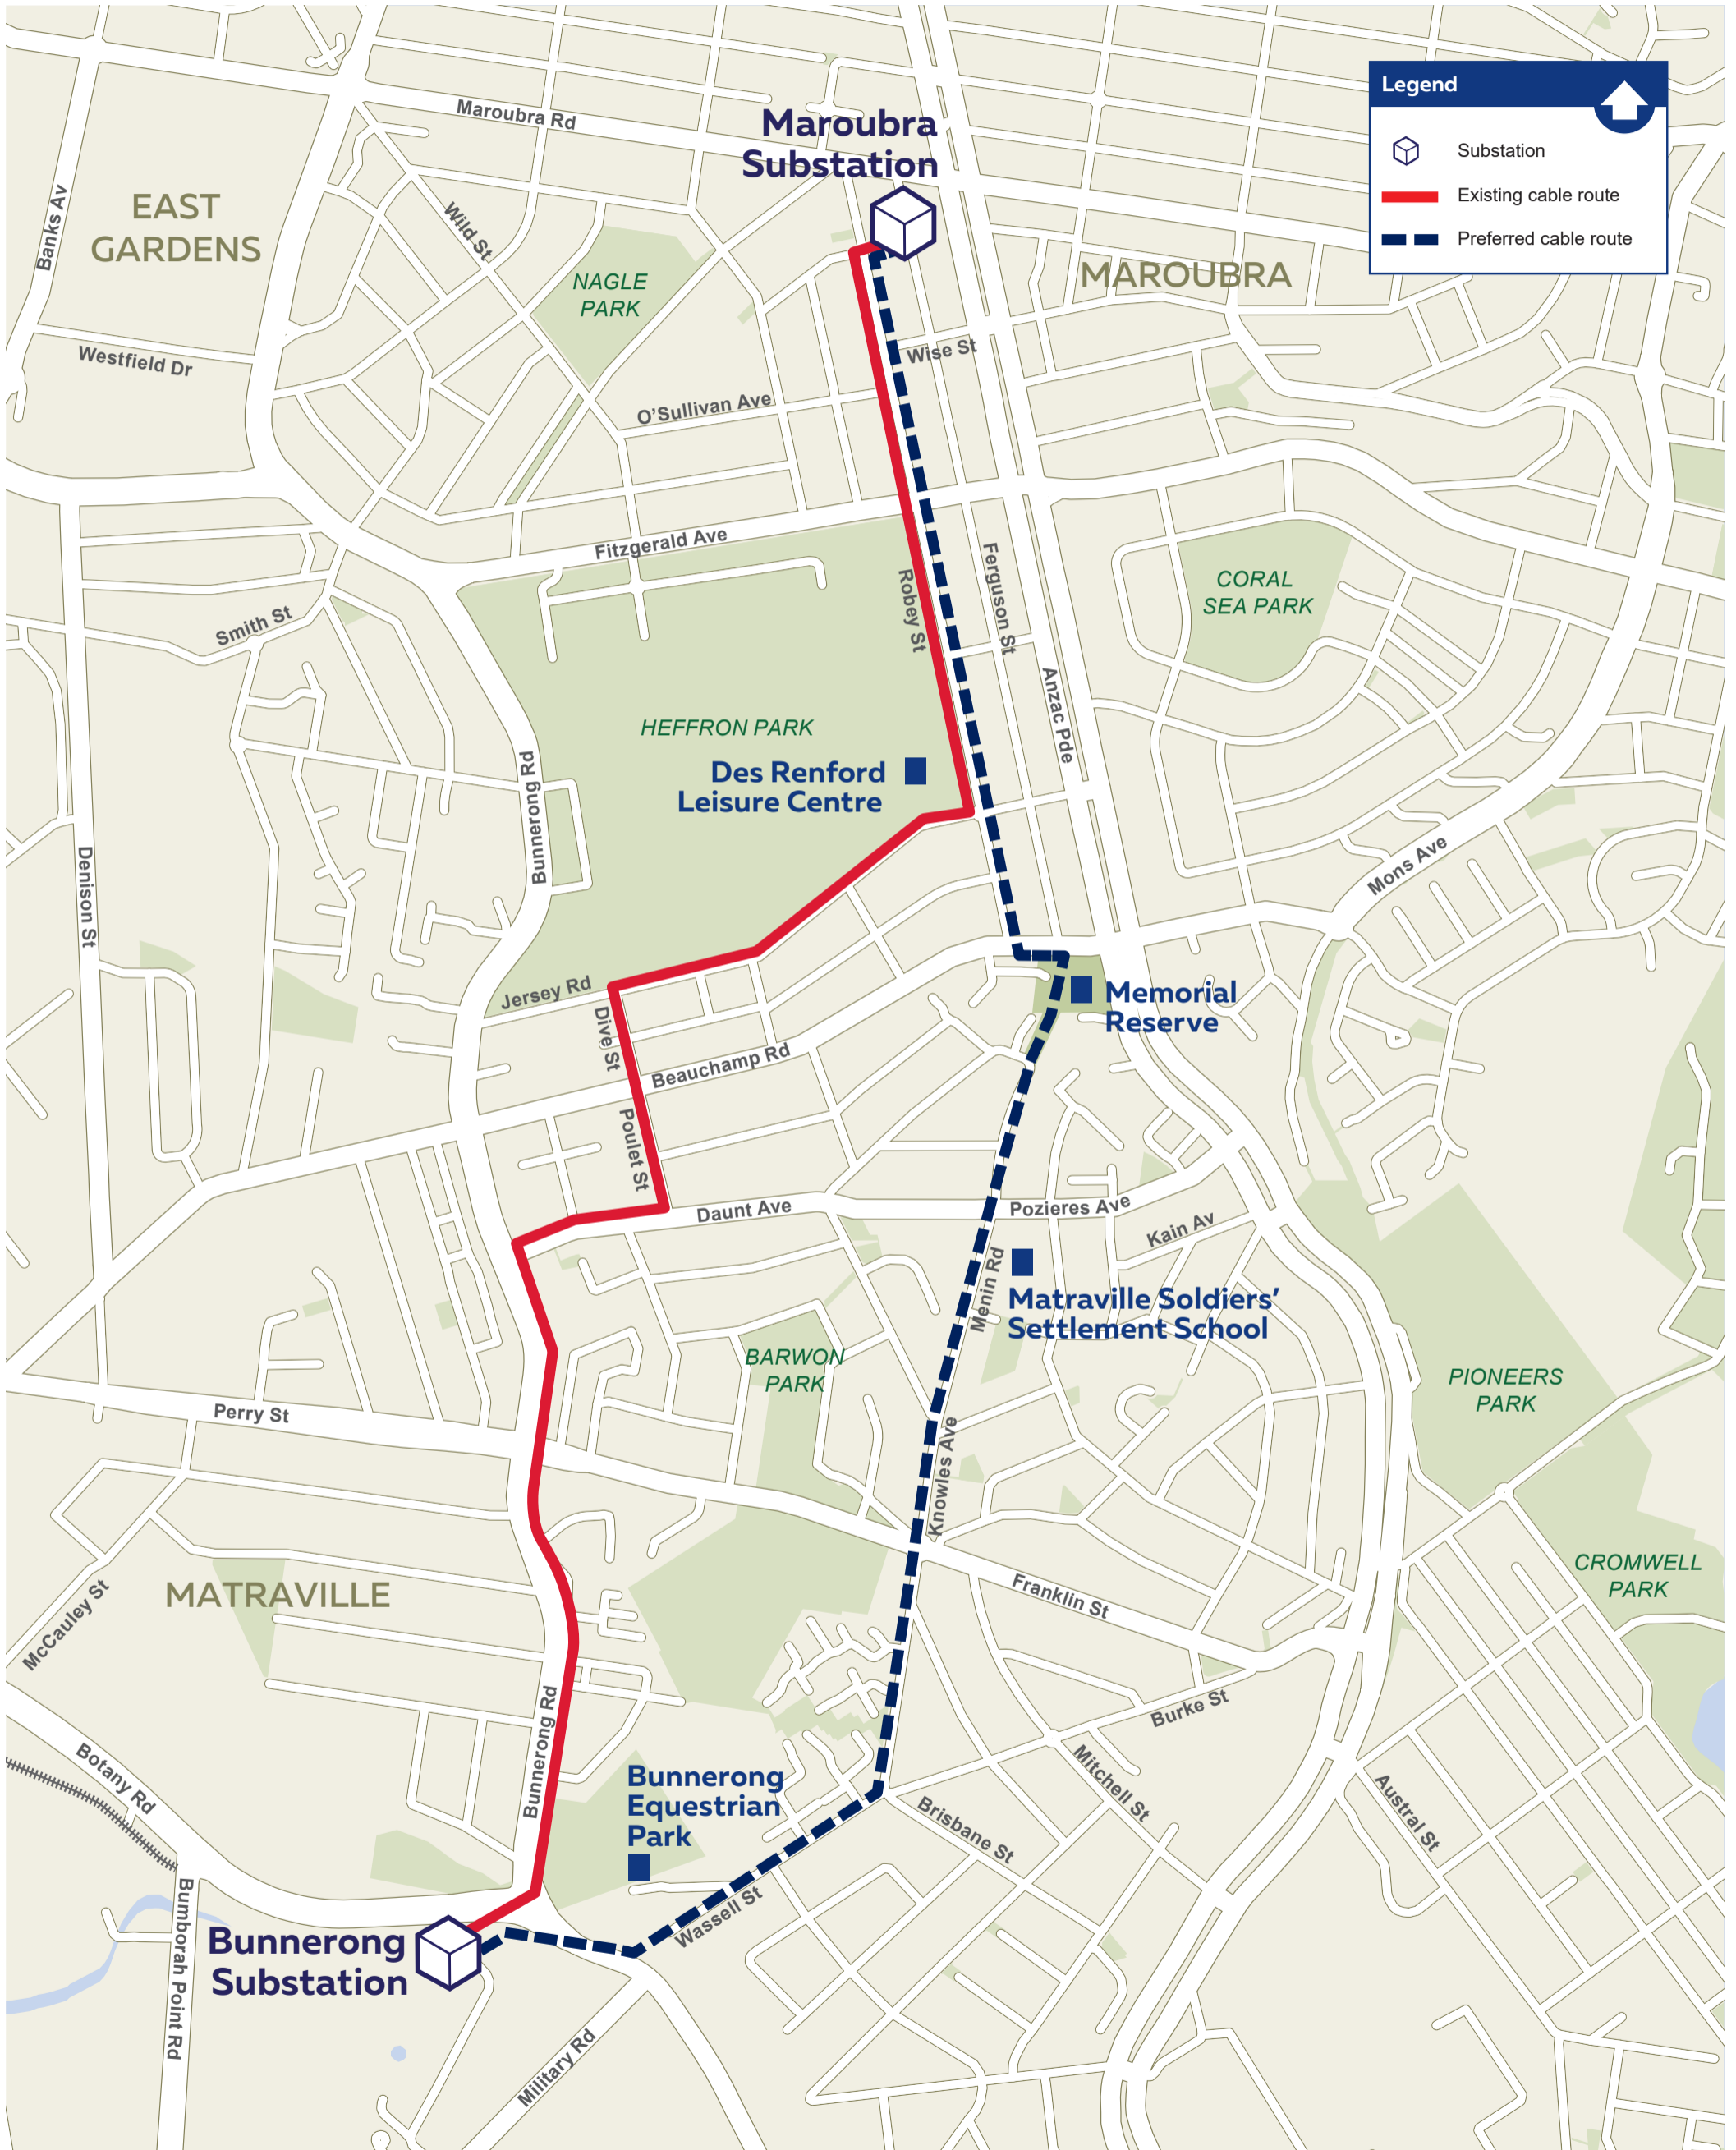 Legend
Substation
Existing cable route
Preferred cable route
Maroubra Rd
Maroubra
Substation
EAST
GARDENS
Banks Av
Wild St
NAGLE
PARK
MAROUBRA
Westfield Dr
Wise St
O'Sullivan Ave
Fitzgerald Ave
Robey St
Ferguson St
CORAL
SEA PARK
Smith St
Anzac Pde
HEFFRON PARK
Des Renford
Leisure Centre
Bunnerong Rd
Denison St
Mons Ave
Jersey Rd
Dive St
Memorial
Reserve
Beauchamp Rd
Poulet St
Daunt Ave
Pozieres Ave
Kain Av
Menin Rd
Matraville Soldiers'
Settlement School
BARWON
PARK
PIONEERS
PARK
Perry St
Knowles Ave
CROMWELL
PARK
MATRAVILLE
Franklin St
McCauley St
Burke St
Bunnerong Rd
Botany Rd
Mitchell St
Bunnerong
Equestrian
Park
Brisbane St
Austral St
Wassell St
Bumborah Point Rd
Bunnerong
Substation
Military Rd